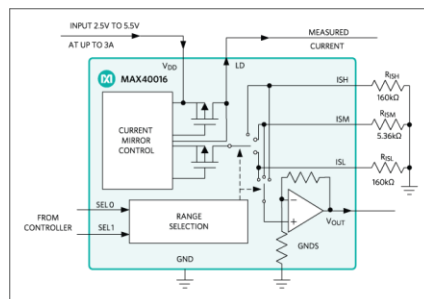 INPUT 2.5V TO 5.5V
AT UP TO 3A
MEASURED
CURRENT
VDD
LD
MAX40016
ISH
RISH
160kΩ
CURRENT
MIRROR
CONTROL
ISM
RISM
5.36kΩ
ISL
RISL
160kΩ
FROM
CONTROLLER
SEL0
SEL1
RANGE
SELECTION
−
+
VOUT
GNDS
GND